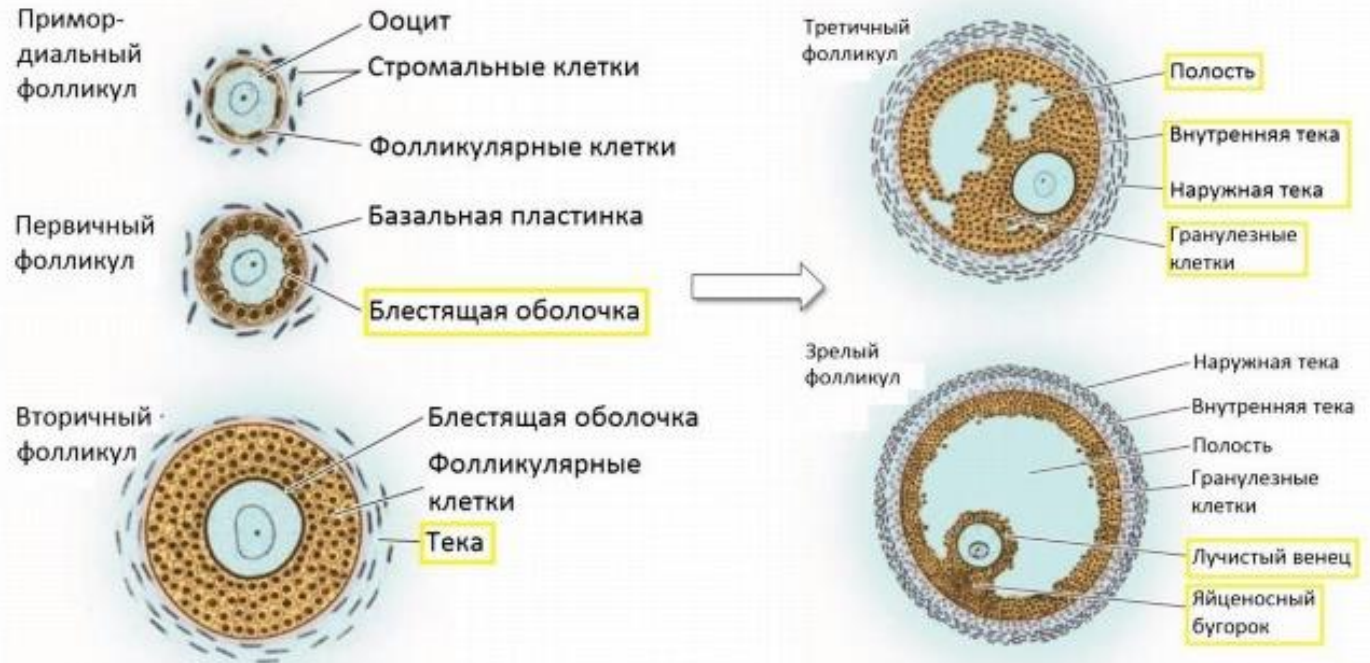 Примор-
диальный
фолликул
Ооцит
Стромальные клетки
Фолликулярные клетки
Первичный
фолликул
Базальная пластинка
Блестящая оболочка
Вторичный
фолликул
Блестящая оболочка
Фолликулярные
клетки
Тека
Третичный
фолликул
Полость
Внутренняя тека
Наружная тека
Гранулезные
клетки
Зрелый
фолликул
Наружная тека
Внутренняя тека
Полость
Гранулезные
клетки
Лучистый венец
Яйценосный
бугорок